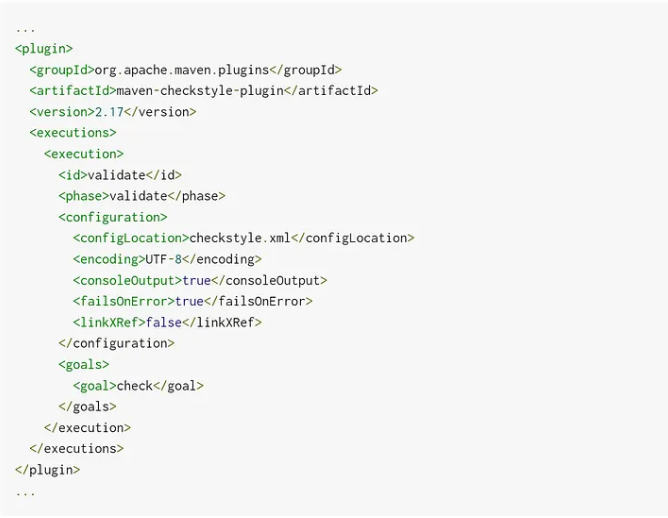 ...
<plugin>
  <groupId>org.apache.maven.plugins</groupId>
  <artifactId>maven-checkstyle-plugin</artifactId>
  <version>2.17</version>
  <executions>
    <execution>
      <id>validate</id>
      <phase>validate</phase>
      <configuration>
        <configLocation>checkstyle.xml</configLocation>
        <encoding>UTF-8</encoding>
        <consoleOutput>true</consoleOutput>
        <failsOnError>true</failsOnError>
        <linkXRef>false</linkXRef>
      </configuration>
      <goals>
        <goal>check</goal>
      </goals>
    </execution>
  </executions>
</plugin>
...